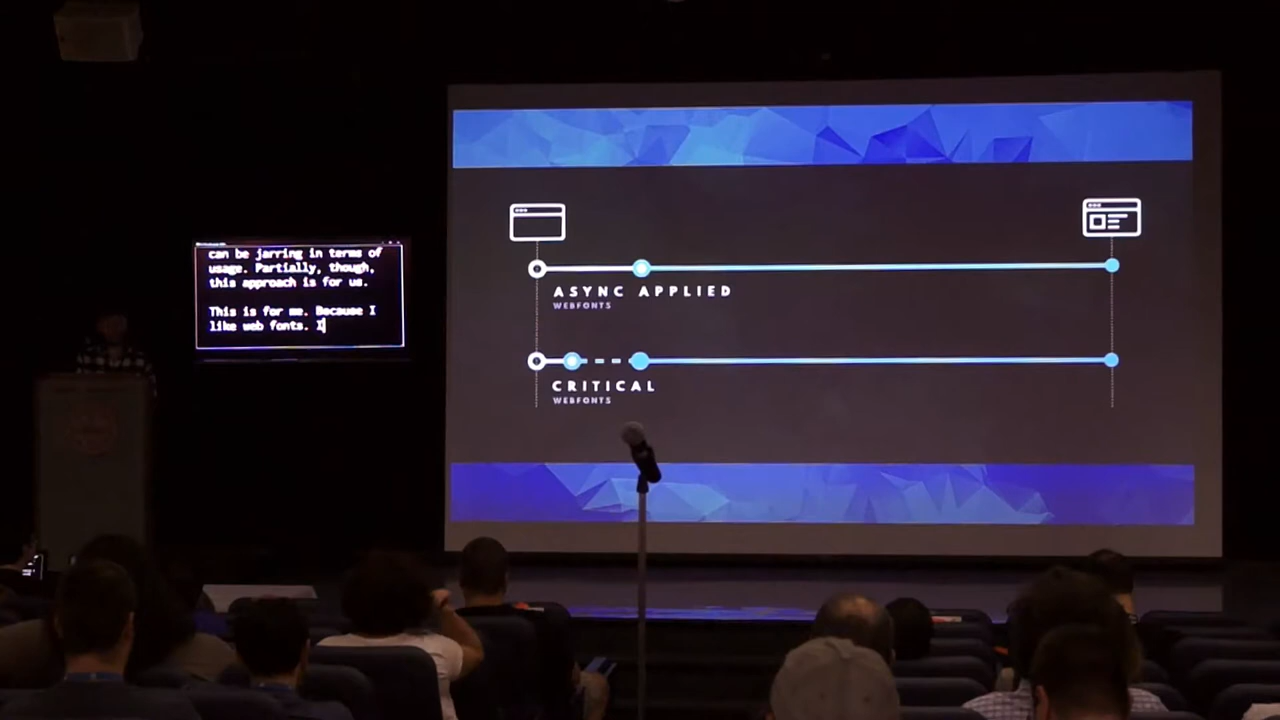 can be jarring in terms of
usage. Partially, though,
this approach is for us.
This is for me. Because I
like web fonts. I
ASYNC APPLIED
WEBFONTS
CRITICAL
WEBFONTS